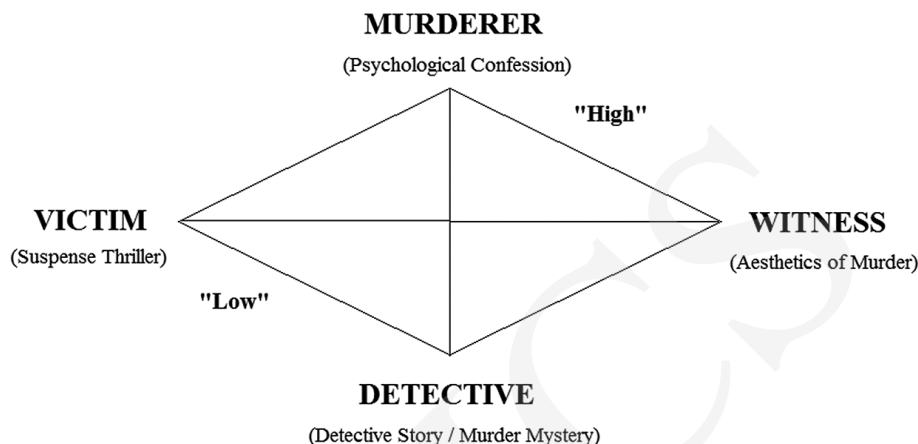 MURDERER
(Psychological Confession)
"High"
VICTIM
(Suspense Thriller)
WITNESS
(Aesthetics of Murder)
"Low"
DETECTIVE
(Detective Story / Murder Mystery)